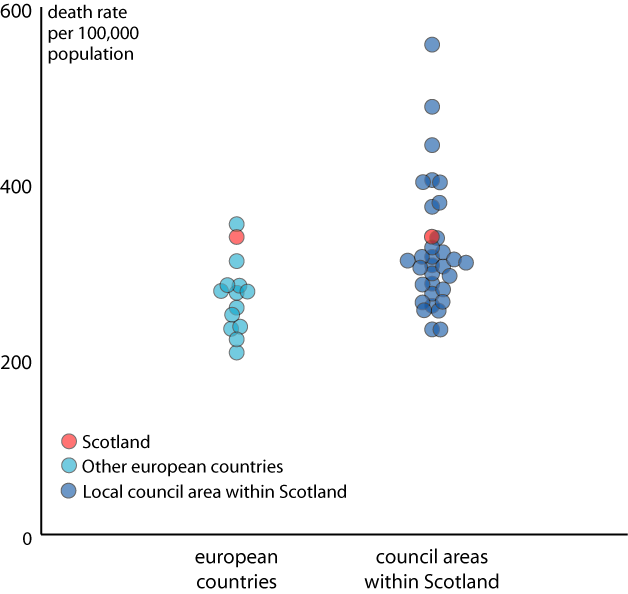 600
death rate
per 100,000
population
400
200
Scotland
Other european countries
Local council area within Scotland
0
european
countries
council areas
within Scotland